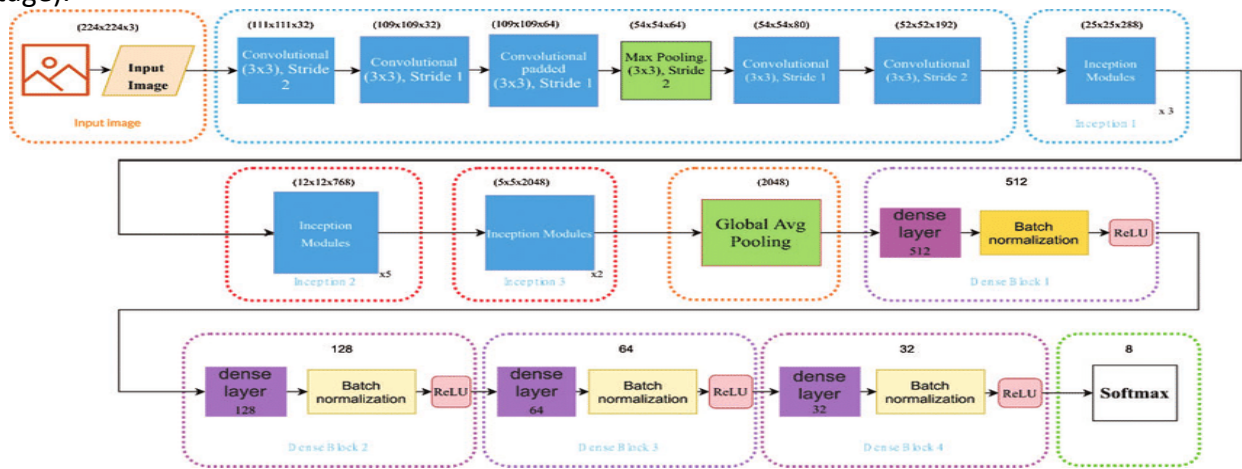 (224x224x3)
Input
Image
Input image
(111x111x32)
Convolutional
(3x3), Stride
2
(109x109x32)
Convolutional
(3x3), Stride 1
(109x109x64)
Convolutional
padded
(3x3), Stride 1
(54x54x64)
Max Pooling.
(3x3), Stride
2
(54x54x80)
Convolutional
(3x3), Stride 1
(52x52x192)
Convolutional
(3x3), Stride 2
(25x25x288)
Inception
Modules
x 3
Inception 1
(12x12x768)
Inception
Modules
x5
Inception 2
(5x5x2048)
Inception Modules
x2
Inception 3
(2048)
Global Avg
Pooling
512
dense
layer
512
Batch
normalization
ReLU
Dense Block 1
128
dense
layer
128
Batch
normalization
ReLU
Dense Block 2
64
dense
layer
64
Batch
normalization
ReLU
Dense Block 3
32
dense
layer
32
Batch
normalization
ReLU
Dense Block 4
8
Softmax